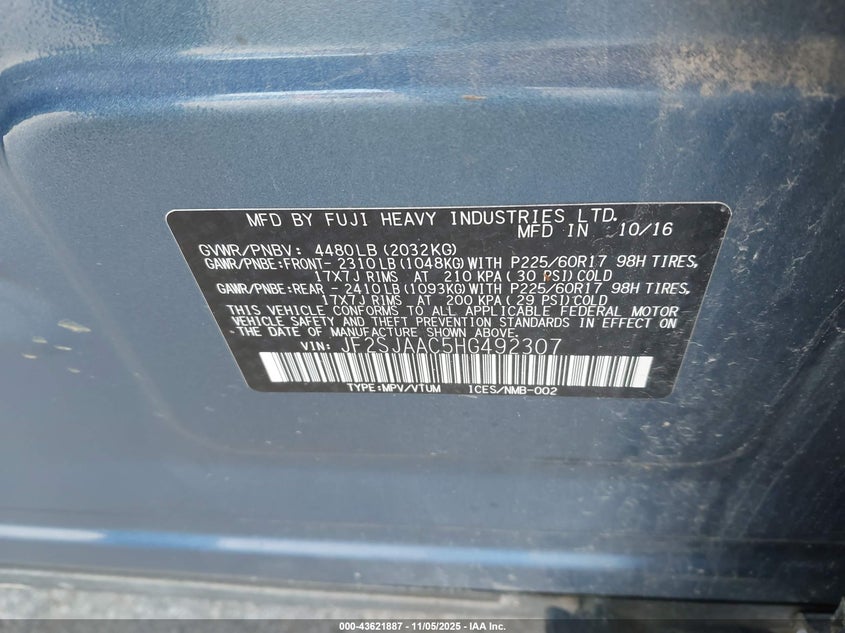 MFD BY FUJI HEAVY INDUSTRIES LTD.
MFD IN 10/16
GVWR/PNBV: 4480LB (2032KG)
GAWR/PNBE:FRONT- 2310LB (1048KG) WITH P225/60R17 98H TIRES,
17X7J RIMS AT 210 KPA (30 PSI) COLD
GAWR/PNBE:REAR - 2410LB (1093KG) WITH P225/60R17 98H TIRES,
17X7J RIMS AT 200 KPA (29 PSI) COLD
THIS VEHICLE CONFORMS TO ALL APPLICABLE FEDERAL MOTOR
VEHICLE SAFETY AND THEFT PREVENTION STANDARDS IN EFFECT ON
THE DATE OF MANUFACTURE SHOWN ABOVE.
VIN: JF2SJAAC5HG492307
TYPE:MPV/VTUM ICES/NMB-002
000-43621887 - 11/05/2025 - IAA Inc.